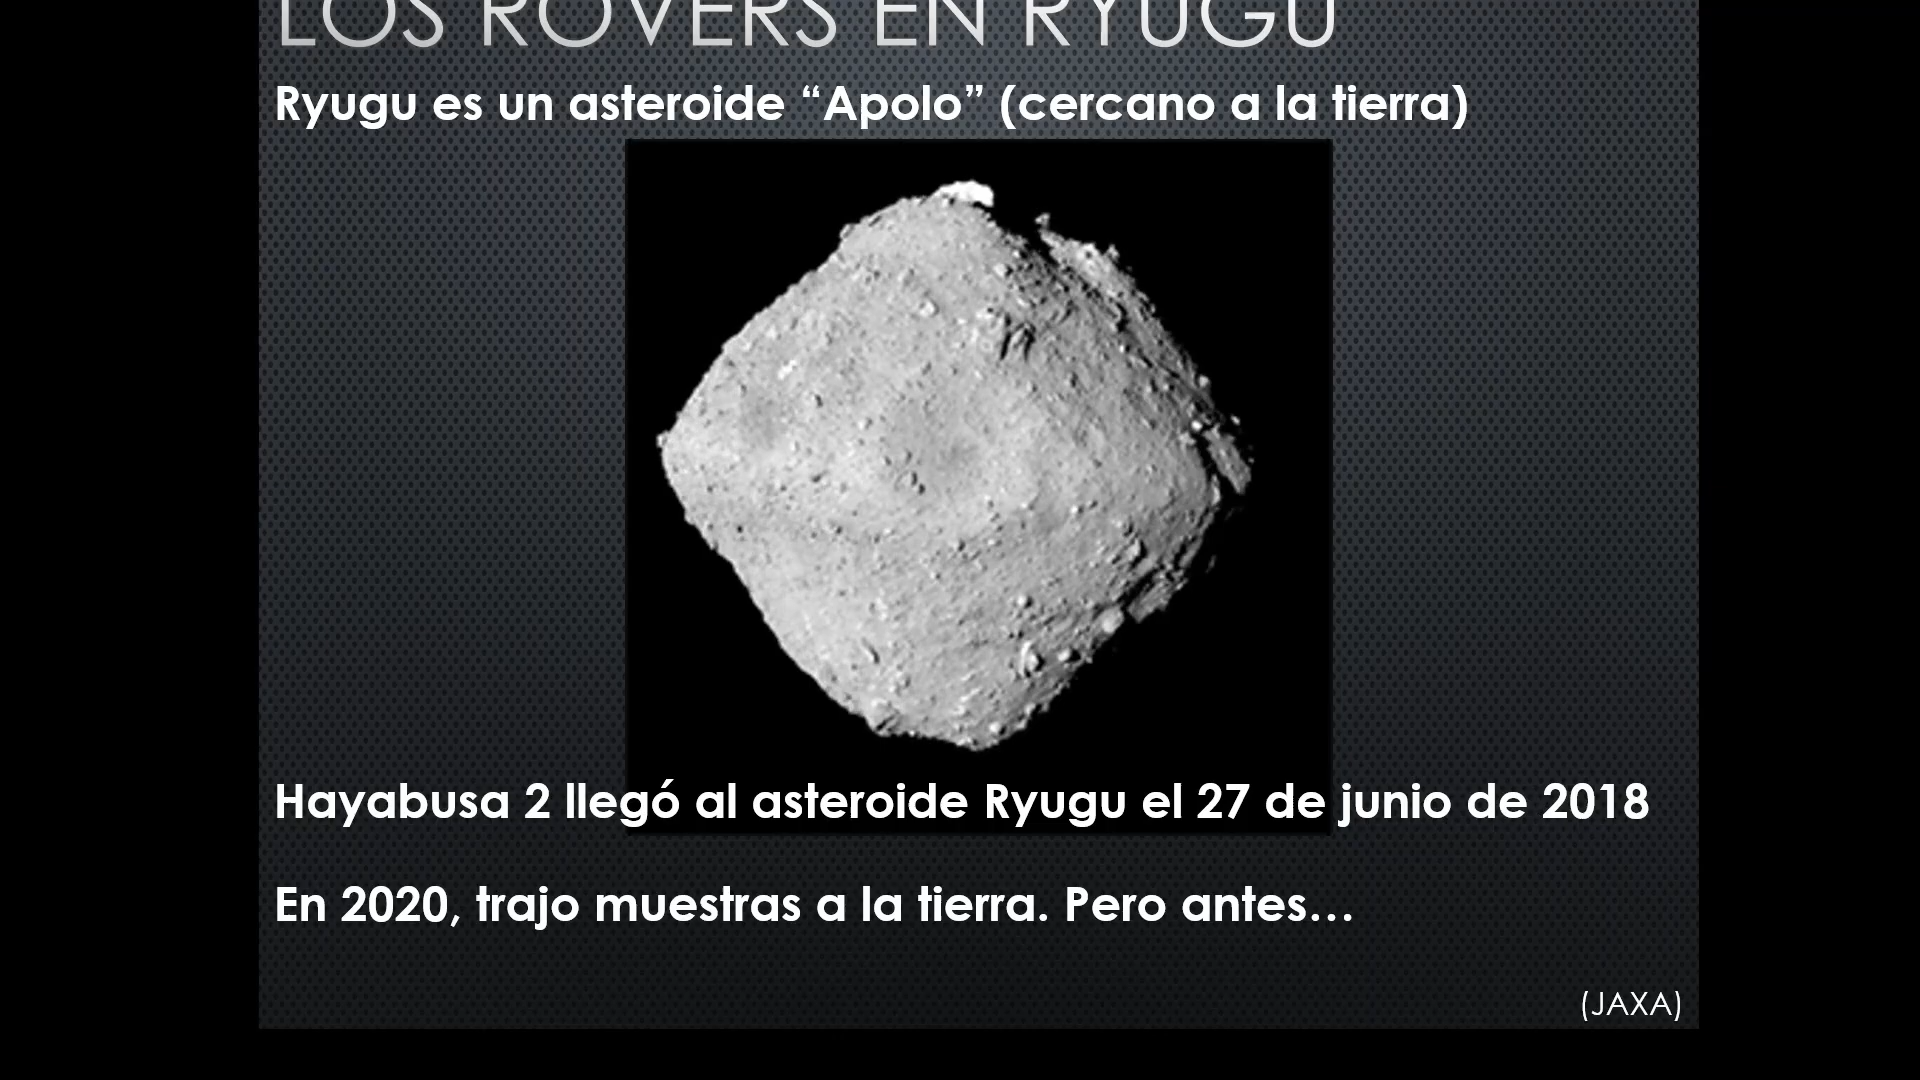 LOS ROVERS EN RYUGU
Ryugu es un asteroide “Apolo” (cercano a la tierra)
Hayabusa 2 llegó al asteroide Ryugu el 27 de junio de 2018
En 2020, trajo muestras a la tierra. Pero antes…
(JAXA)